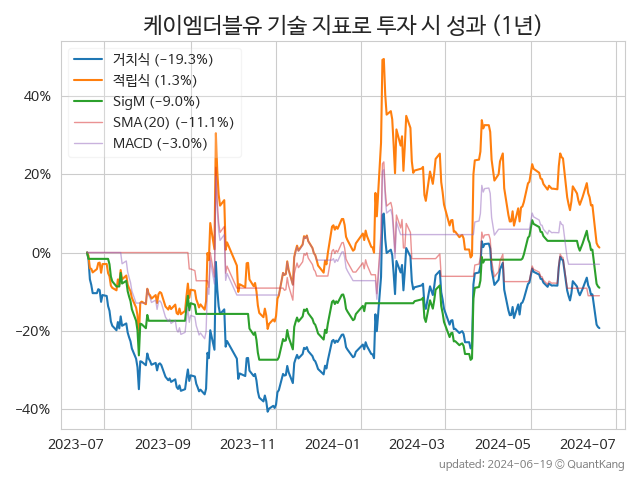 케이엠더블유 기술 지표로 투자 시 성과 (1년)
거치식 (−19.3%)
적립식 (1.3%)
SigM (−9.0%)
SMA(20) (−11.1%)
MACD (−3.0%)
40%
20%
0%
−20%
−40%
2023-07 2023-09 2023-11 2024-01 2024-03 2024-05 2024-07
updated: 2024-06-19 © QuantKang